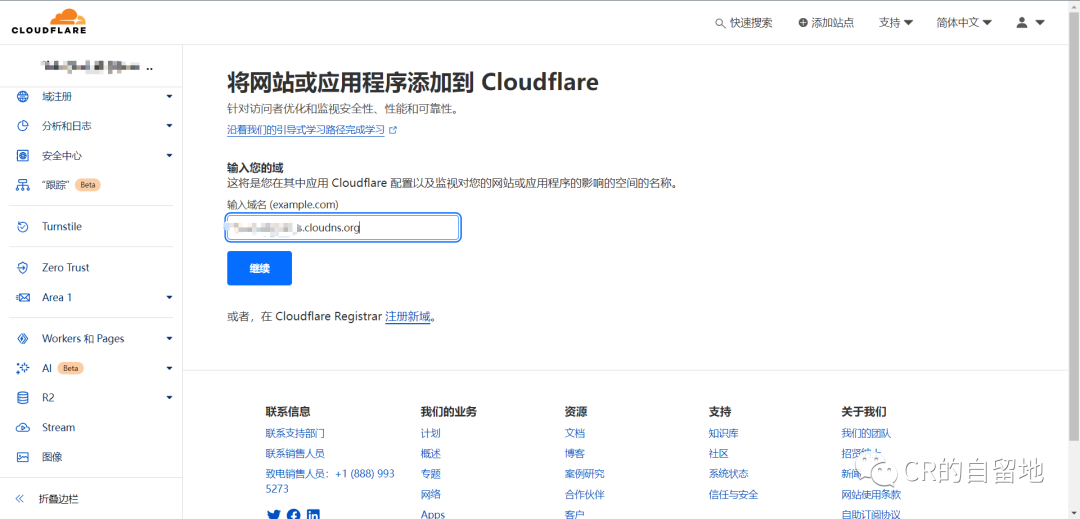 CLOUDFLARE
快速搜索
添加站点
支持
简体中文
..
域注册
分析和日志
安全中心
“跟踪” Beta
Turnstile
Zero Trust
Area 1
Workers 和 Pages
AI Beta
R2
Stream
图像
折叠边栏
将网站或应用程序添加到 Cloudflare
针对访问者优化和监视安全性、性能和可靠性。
沿着我们的引导式学习路径完成学习
输入您的域
这将是您在其中应用 Cloudflare 配置以及监视对您的网站或应用程序的影响的空间的名称。
输入域名 (example.com)
s.cloudns.org
继续
或者，在 Cloudflare Registrar 注册新域。
联系信息
联系支持部门
联系销售人员
致电销售人员：+1 (888) 993
5273
我们的业务
计划
概述
专题
网络
Apps
资源
文档
博客
案例研究
合作伙伴
客户
支持
知识库
社区
系统状态
信任与安全
关于我们
我们的团队
招贤纳士
新闻
网站使用条款
自助订阅协议
CR的自留地